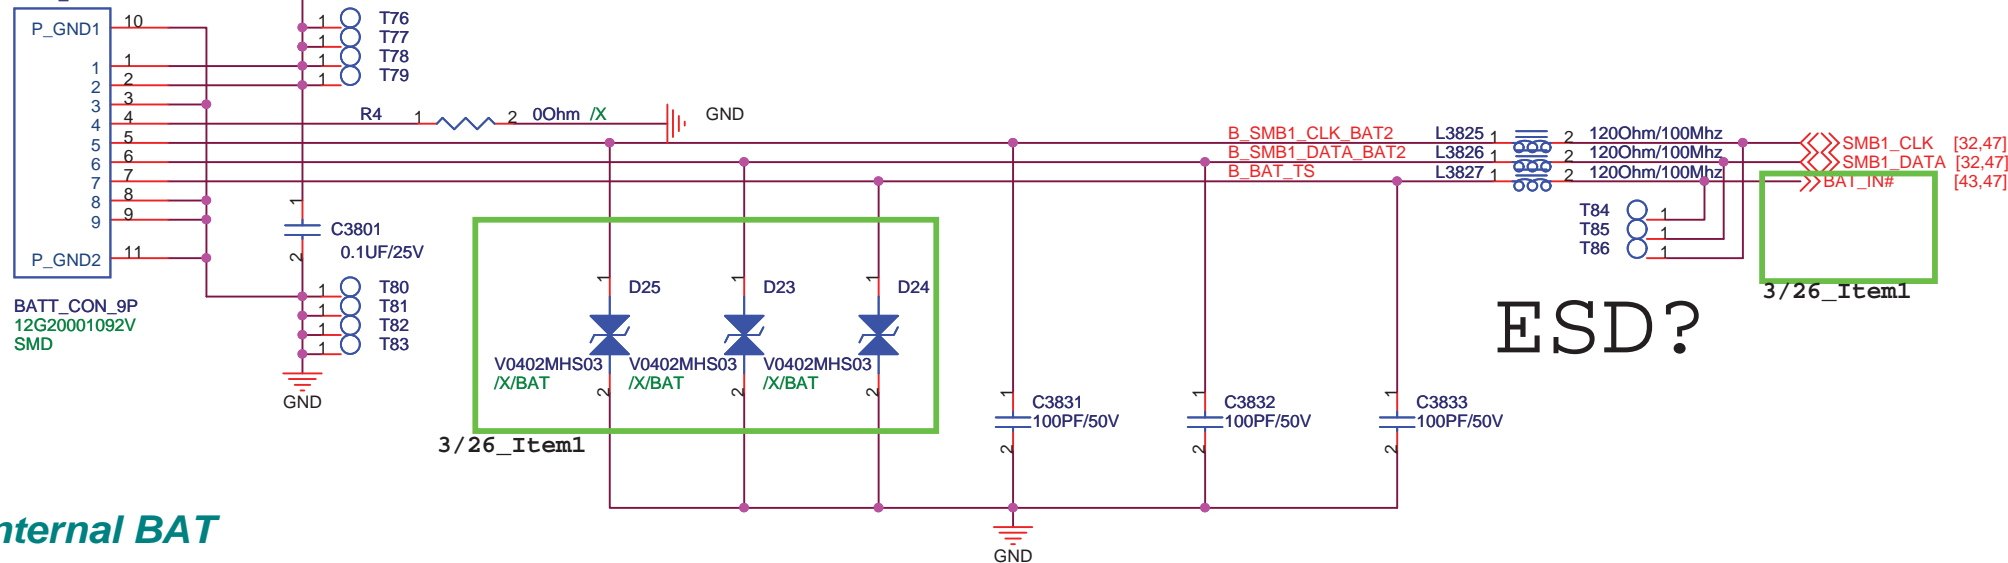 P_GND1
1
2
3
4
5
6
7
8
9
P_GND2
10
1
2
3
4
5
6
7
8
9
11
BATT_CON_9P
12G20001092V
SMD
1 T76
1 T77
1 T78
1 T79
R4 1 2 0Ohm /X GND
1
C3801
0.1UF/25V
2
1 T80
1 T81
1 T82
1 T83
GND
1 D25
V0402MHS03
/X/BAT
2
1 D23
V0402MHS03
/X/BAT
2
1 D24
V0402MHS03
/X/BAT
2
3/26_Item1
1
C3831
100PF/50V
2
1
C3832
100PF/50V
2
1
C3833
100PF/50V
2
GND
B_SMB1_CLK_BAT2 L3825 1 2 120Ohm/100Mhz SMB1_CLK [32,47]
B_SMB1_DATA_BAT2 L3826 1 2 120Ohm/100Mhz SMB1_DATA [32,47]
B_BAT_TS L3827 1 2 120Ohm/100Mhz BAT_IN# [43,47]
T84 1
T85 1
T86 1
3/26_Item1
ESD?
nternal BAT